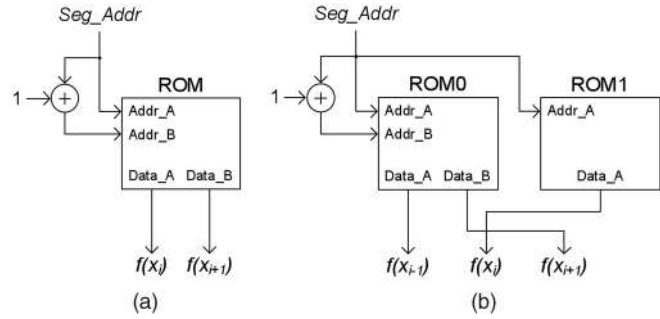 Seg_Addr
1
+
ROM
Addr_A
Addr_B
Data_A Data_B
f(xᵢ) f(xᵢ₊₁)
(a)
Seg_Addr
1
+
ROM0
Addr_A
Addr_B
Data_A Data_B
ROM1
Addr_A
Data_A
f(xᵢ₋₁) f(xᵢ) f(xᵢ₊₁)
(b)